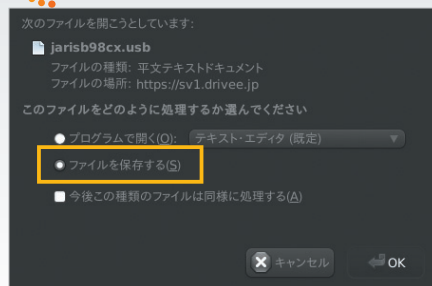 次のファイルを開こうとしています:
jarisb98cx.usb
ファイルの種類: 平文テキストドキュメント
ファイルの場所: https://sv1.drivee.jp
このファイルをどのように処理するか選んでください
プログラムで開く(O): テキスト・エディタ (既定)
ファイルを保存する(S)
今後この種類のファイルは同様に処理する(A)
キャンセル OK